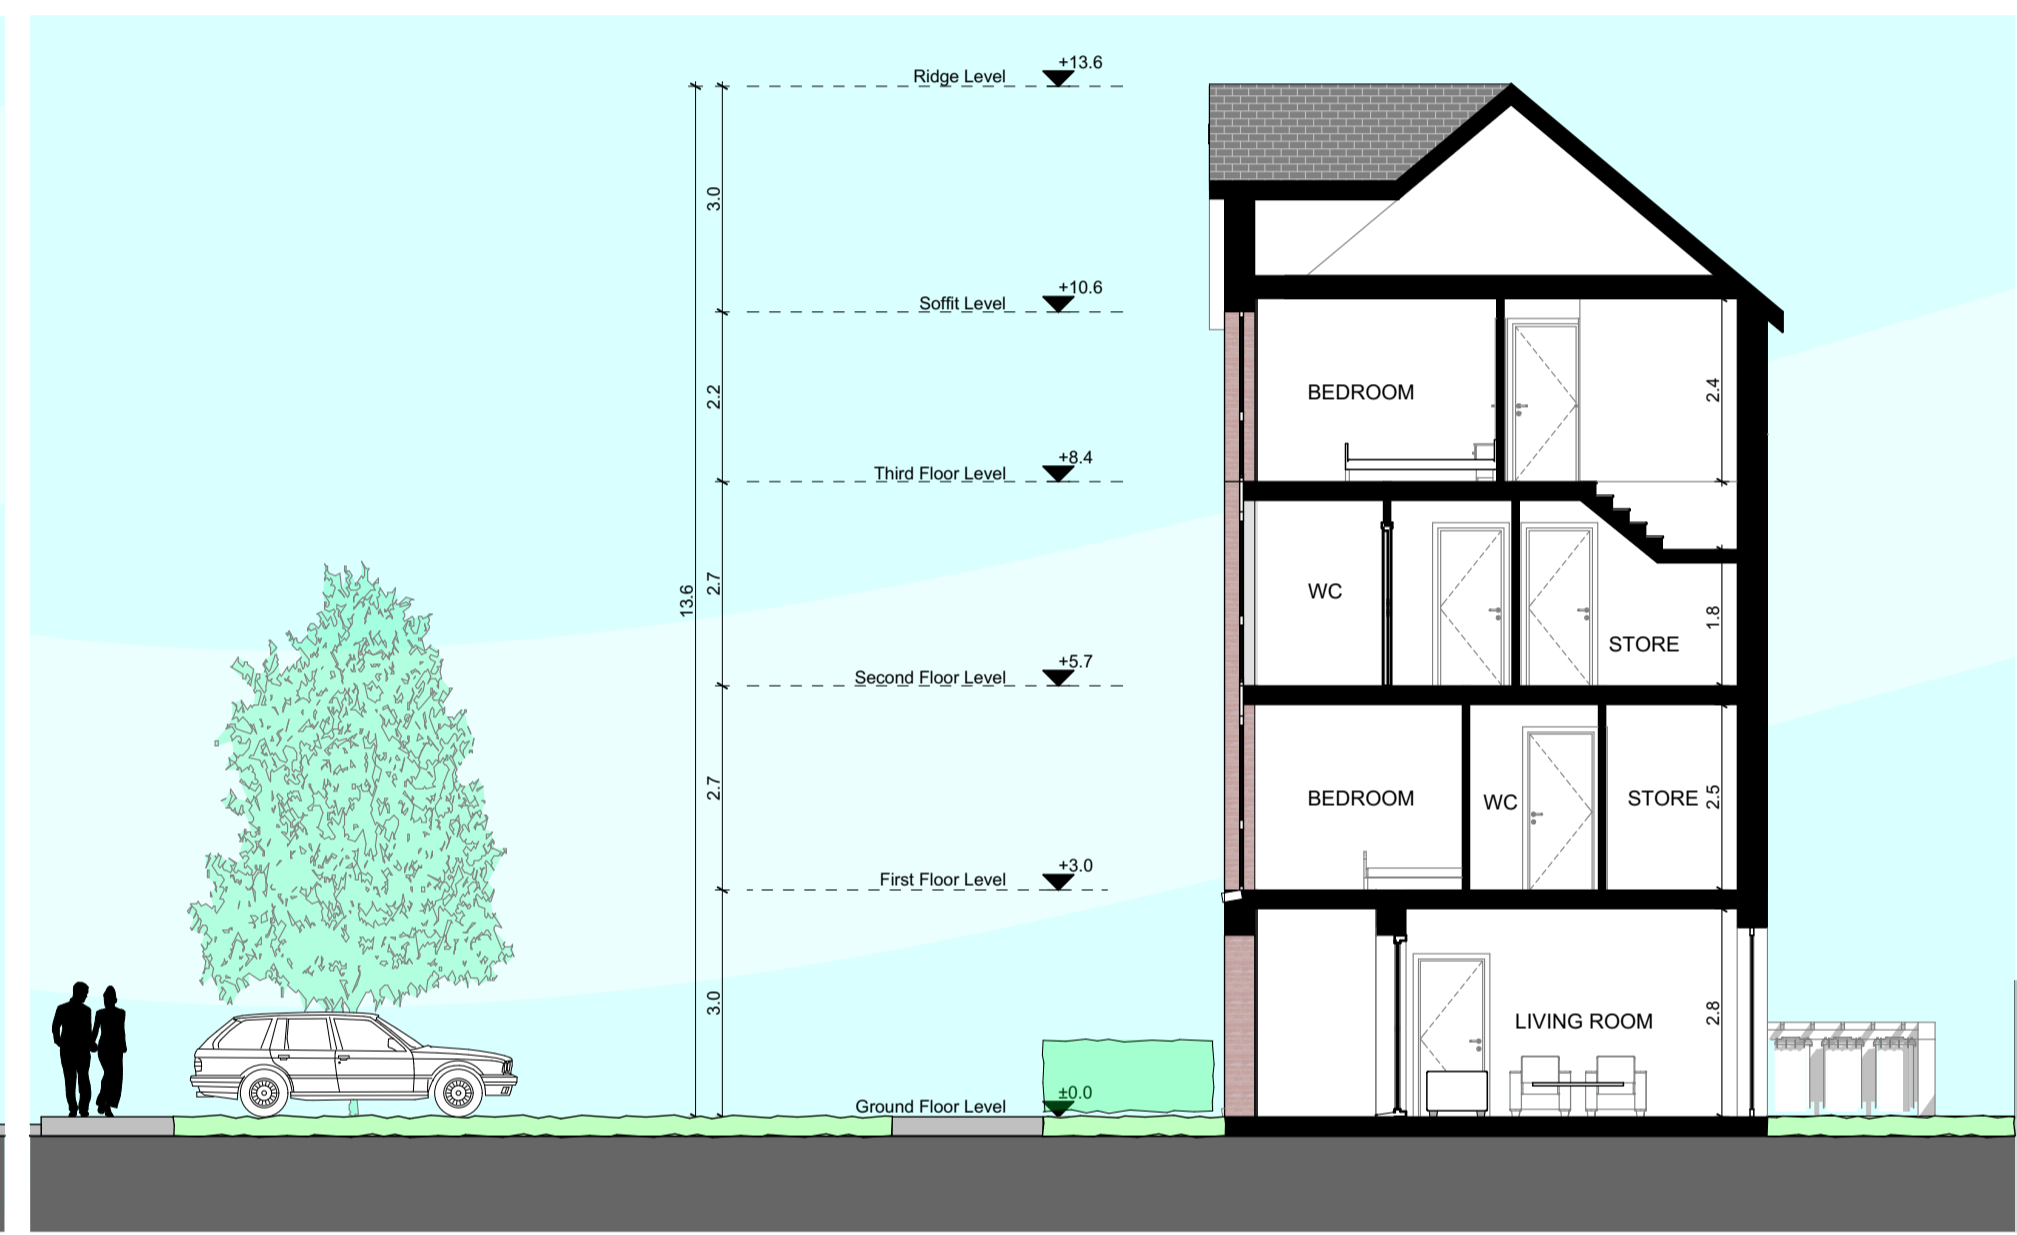 Ridge Level +13.6
3.0
Soffit Level +10.6
2.2
BEDROOM
2.4
Third Floor Level +8.4
13.6
2.7
WC
1.8
STORE
Second Floor Level +5.7
2.7
BEDROOM
WC
STORE
2.5
First Floor Level +3.0
3.0
LIVING ROOM
2.8
Ground Floor Level ±0.0